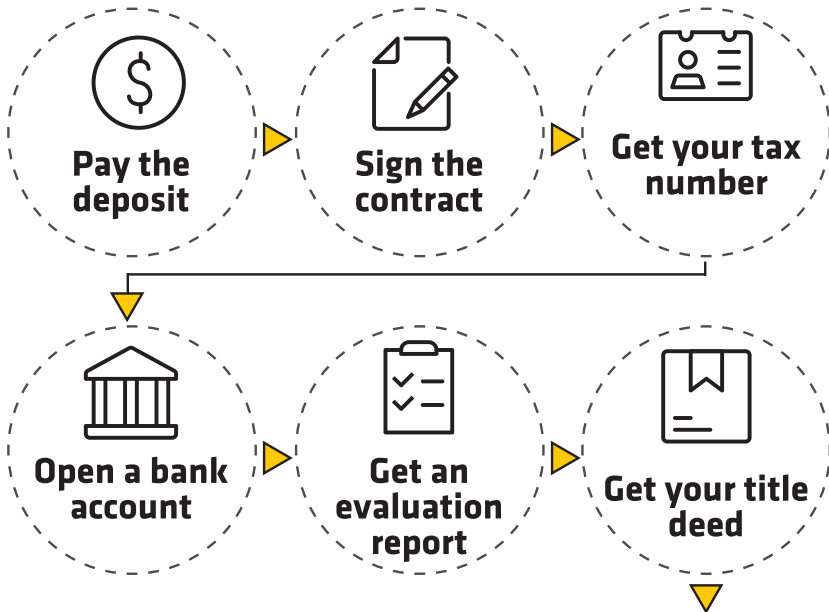 Pay the
deposit
Sign the
contract
Get your tax
number
Open a bank
account
Get an
evaluation
report
Get your title
deed